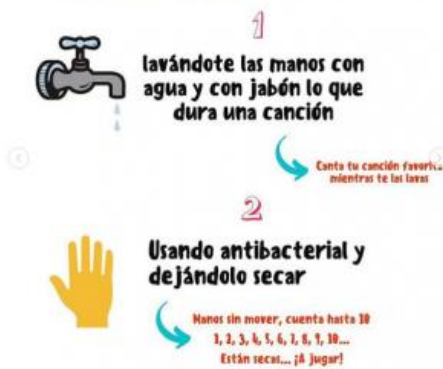 1
lavándote las manos con
agua y con jabón lo que
dura una canción
Canta tu canción favorita
mientras te las lavas
2
Usando antibacterial y
dejándolo secar
Manos sin mover, cuenta hasta 10
1, 2, 3, 4, 5, 6, 7, 8, 9, 10...
Están secas... ¡A jugar!